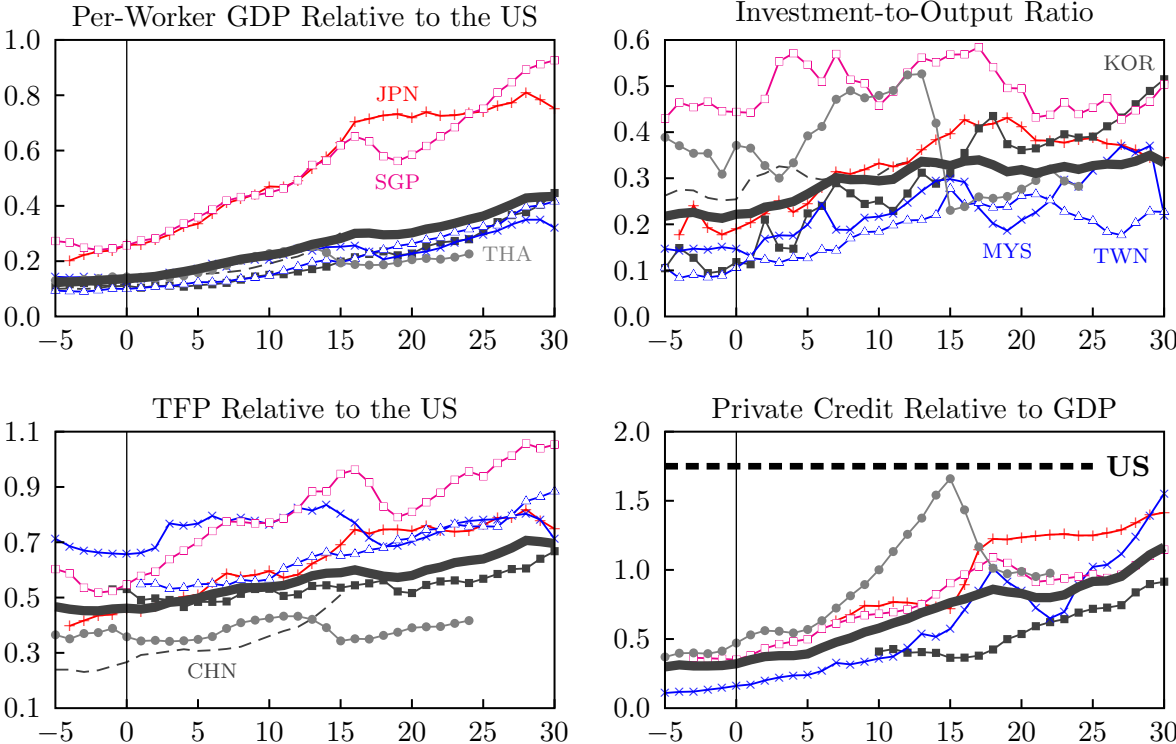 Per-Worker GDP Relative to the US
1.0
0.8
0.6
0.4
0.2
0.0
JPN
SGP
THA
−5 0 5 10 15 20 25 30
Investment-to-Output Ratio
0.6
0.5
0.4
0.3
0.2
0.1
0.0
KOR
MYS
TWN
−5 0 5 10 15 20 25 30
TFP Relative to the US
1.1
0.9
0.7
0.5
0.3
0.1
CHN
−5 0 5 10 15 20 25 30
Private Credit Relative to GDP
2.0
1.5
1.0
0.5
0.0
US
−5 0 5 10 15 20 25 30